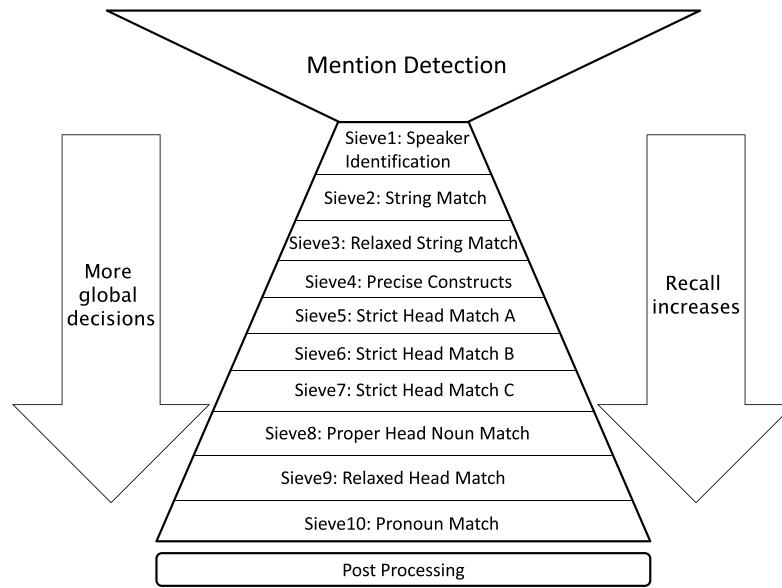 Mention Detection
Sieve1: Speaker
Identification
Sieve2: String Match
Sieve3: Relaxed String Match
Sieve4: Precise Constructs
Sieve5: Strict Head Match A
Sieve6: Strict Head Match B
Sieve7: Strict Head Match C
Sieve8: Proper Head Noun Match
Sieve9: Relaxed Head Match
Sieve10: Pronoun Match
Post Processing
More
global
decisions
Recall
increases